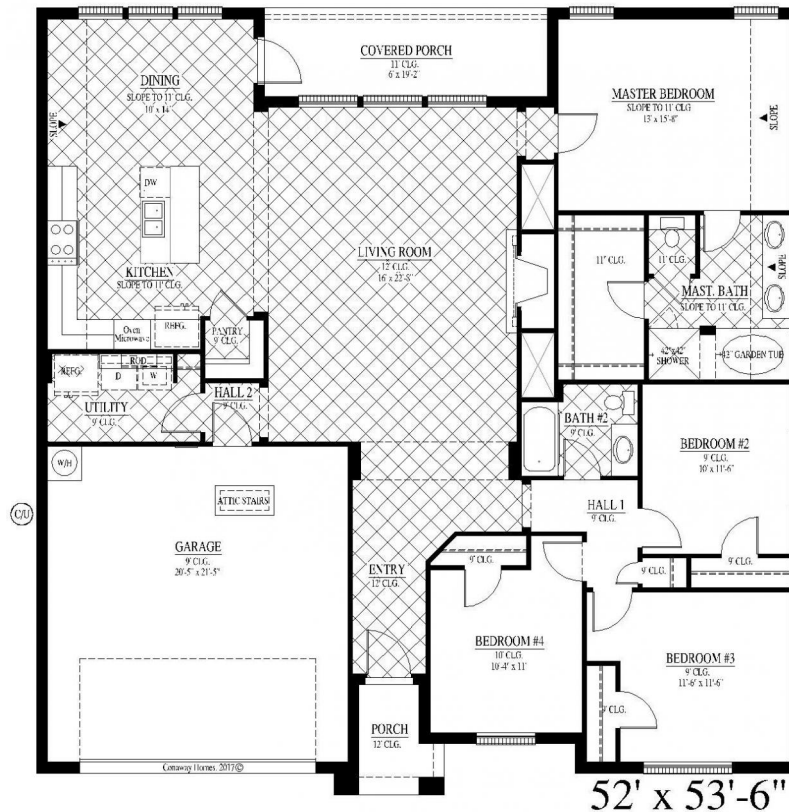 COVERED PORCH
11' CLG.
6' x 19'-2"
DINING
SLOPE TO 11' CLG.
10' x 14'
SLOPE
MASTER BEDROOM
SLOPE TO 11' CLG
13' x 15'-8"
SLOPE
DW
LIVING ROOM
12' CLG.
16' x 22'-8"
KITCHEN
SLOPE TO 11' CLG.
11' CLG.
11' CLG.
SLOPE
MAST. BATH
SLOPE TO 11' CLG.
Oven
Microwave
REFG.
PANTRY
9' CLG.
42"x42"
SHOWER
42" GARDEN TUB
REFG.
ROD
D
W
UTILITY
9' CLG.
HALL 2
9' CLG.
BATH #2
9' CLG.
BEDROOM #2
9' CLG.
10' x 11'-6"
W/H
ATTIC STAIRS
C/U
HALL 1
9' CLG.
GARAGE
9' CLG.
20'-5" x 21'-5"
9' CLG.
ENTRY
12' CLG.
9' CLG.
9' CLG.
BEDROOM #4
10' CLG.
10'-4" x 11'
BEDROOM #3
9' CLG.
11'-6" x 11'-6"
9' CLG.
PORCH
12' CLG.
Conaway Homes. 2017©
52' x 53'-6"